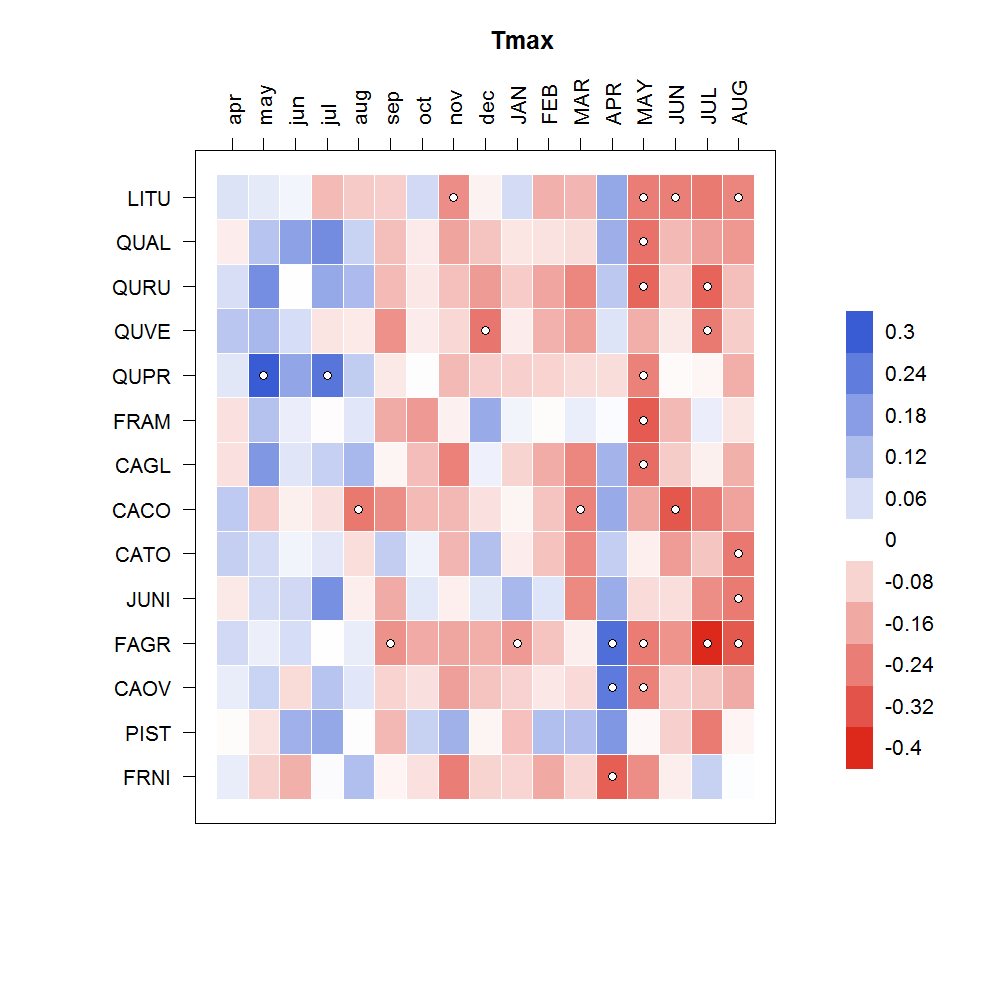 Tmax
apr may jun jul aug sep oct nov dec JAN FEB MAR APR MAY JUN JUL AUG
LITU
QUAL
QURU
QUVE
QUPR
FRAM
CAGL
CACO
CATO
JUNI
FAGR
CAOV
PIST
FRNI
0.3
0.24
0.18
0.12
0.06
0
-0.08
-0.16
-0.24
-0.32
-0.4